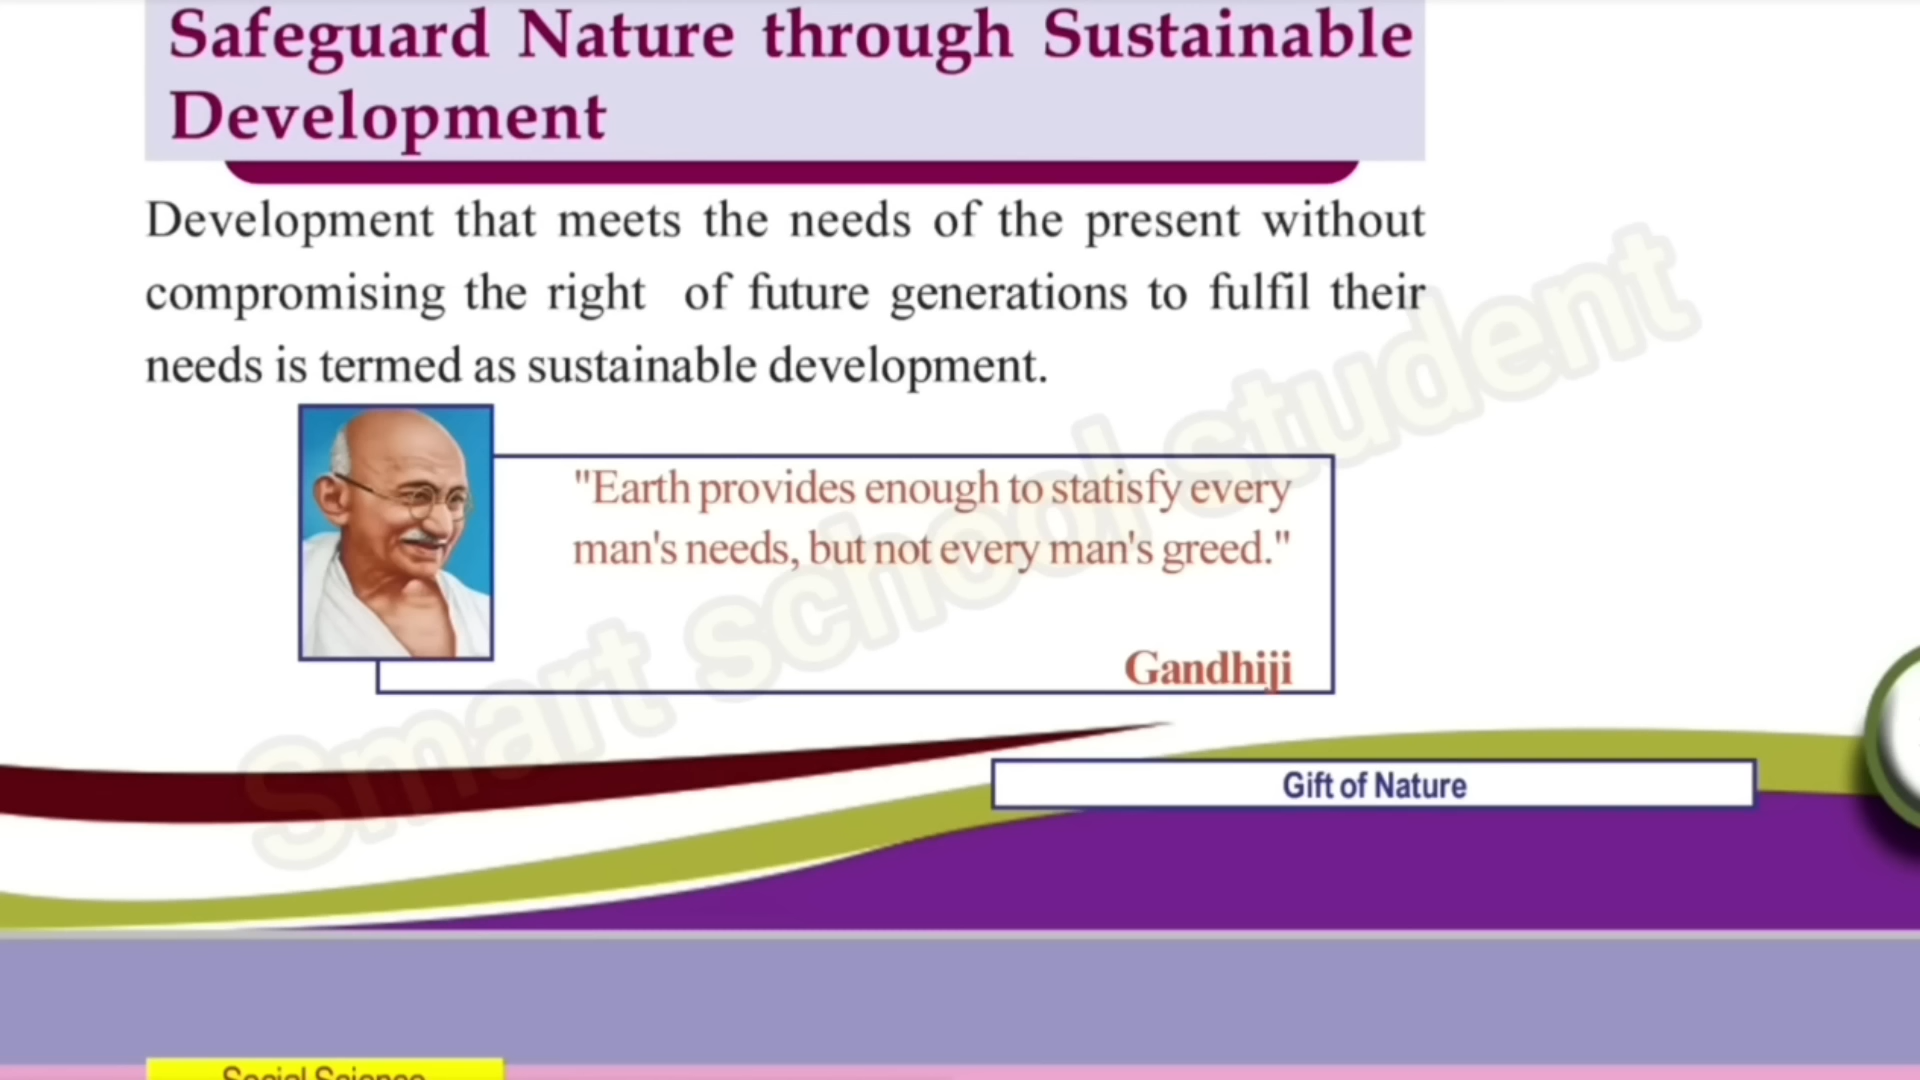 Safeguard Nature through Sustainable
Development
Development that meets the needs of the present without
compromising the right of future generations to fulfil their
needs is termed as sustainable development.
"Earth provides enough to statisfy every
man's needs, but not every man's greed."
Gandhiji
Smart school student
Gift of Nature
Social Science